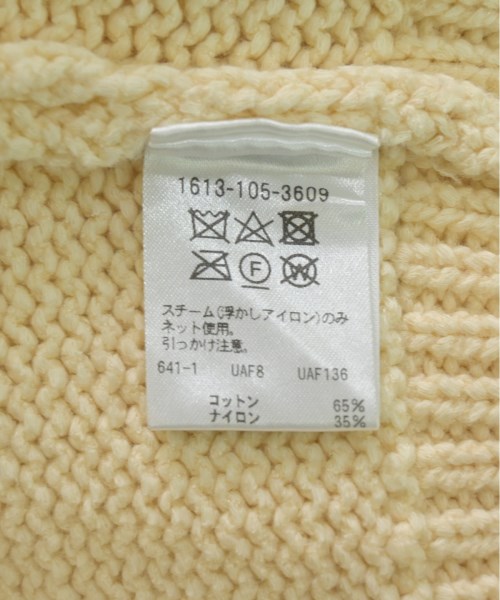 1613-105-3609
F
W
スチーム(浮かしアイロン)のみ
ネット使用。
引っかけ注意。
641-1 UAF8 UAF136
コットン 65%
ナイロン 35%